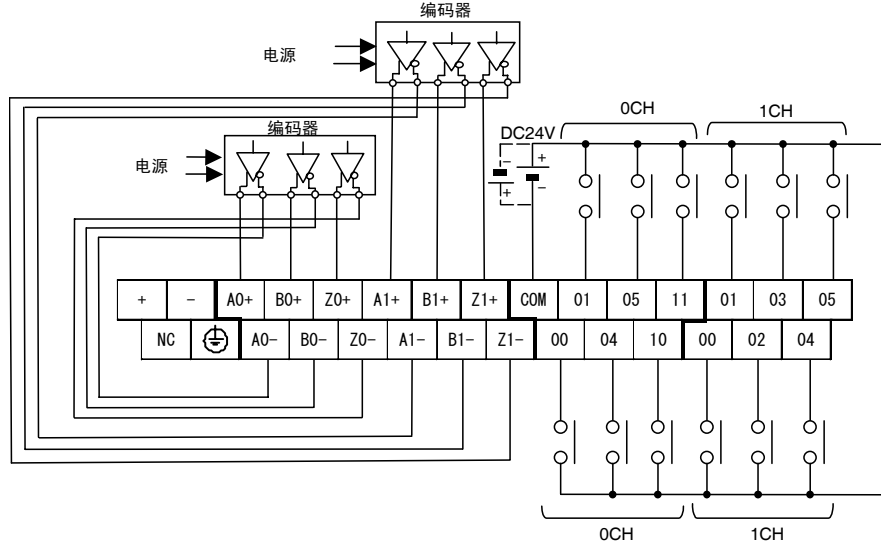 编码器
电源
编码器
电源
DC24V
0CH
1CH
- +
+ -
+ - A0+ B0+ Z0+ A1+ B1+ Z1+ COM 01 05 11 01 03 05
NC A0- B0- Z0- A1- B1- Z1- 00 04 10 00 02 04
0CH
1CH